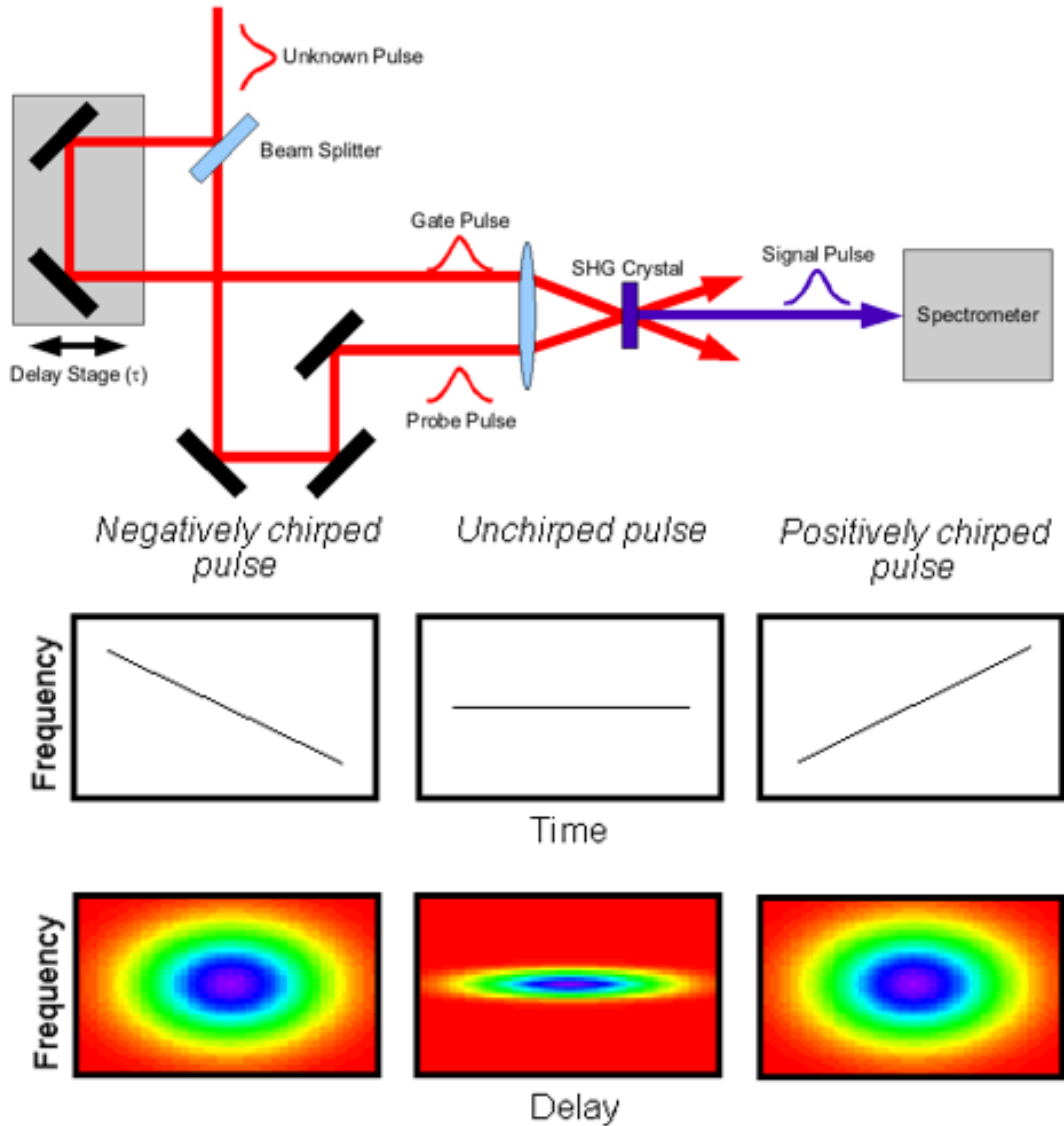 Unknown Pulse
Beam Splitter
Gate Pulse
SHG Crystal
Signal Pulse
Spectrometer
Delay Stage (τ)
Probe Pulse
Negatively chirped
pulse
Unchirped pulse
Positively chirped
pulse
Frequency
Time
Frequency
Delay